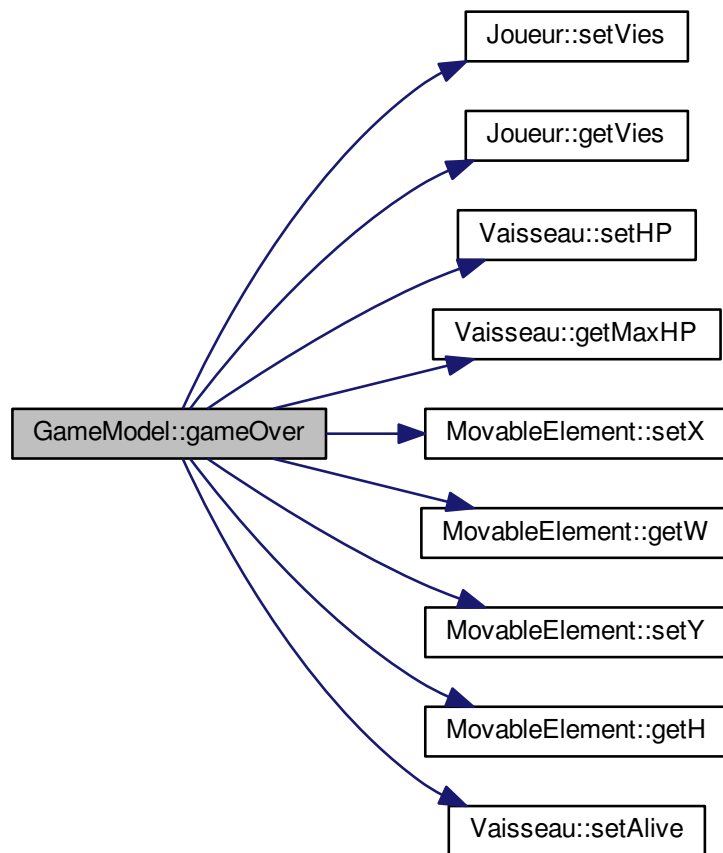 Joueur::setVies
Joueur::getVies
Vaisseau::setHP
Vaisseau::getMaxHP
GameModel::gameOver
MovableElement::setX
MovableElement::getW
MovableElement::setY
MovableElement::getH
Vaisseau::setAlive